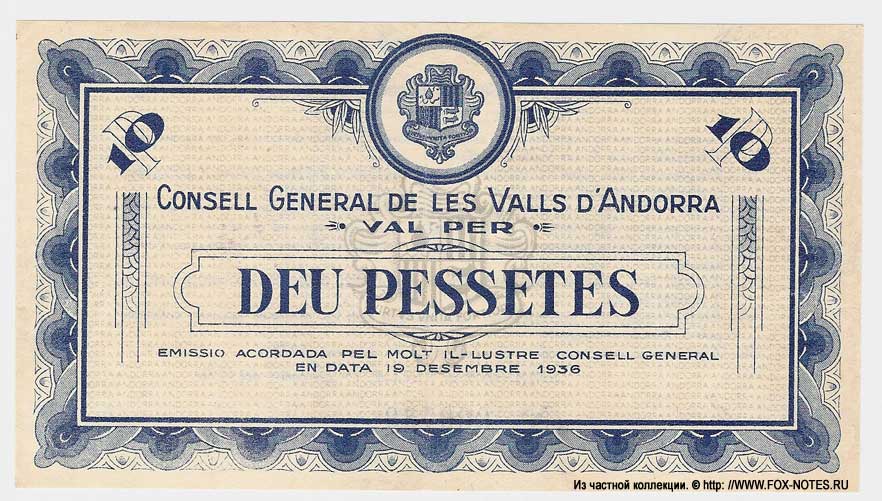 10 P
10 P
CONSELL GENERAL DE LES VALLS D'ANDORRA
VAL PER
DEU PESSETES
EMISSIO ACORDADA PEL MOLT IL-LUSTRE CONSELL GENERAL
EN DATA 19 DESEMBRE 1936
Из частной коллекции. © http: //WWW.FOX-NOTES.RU